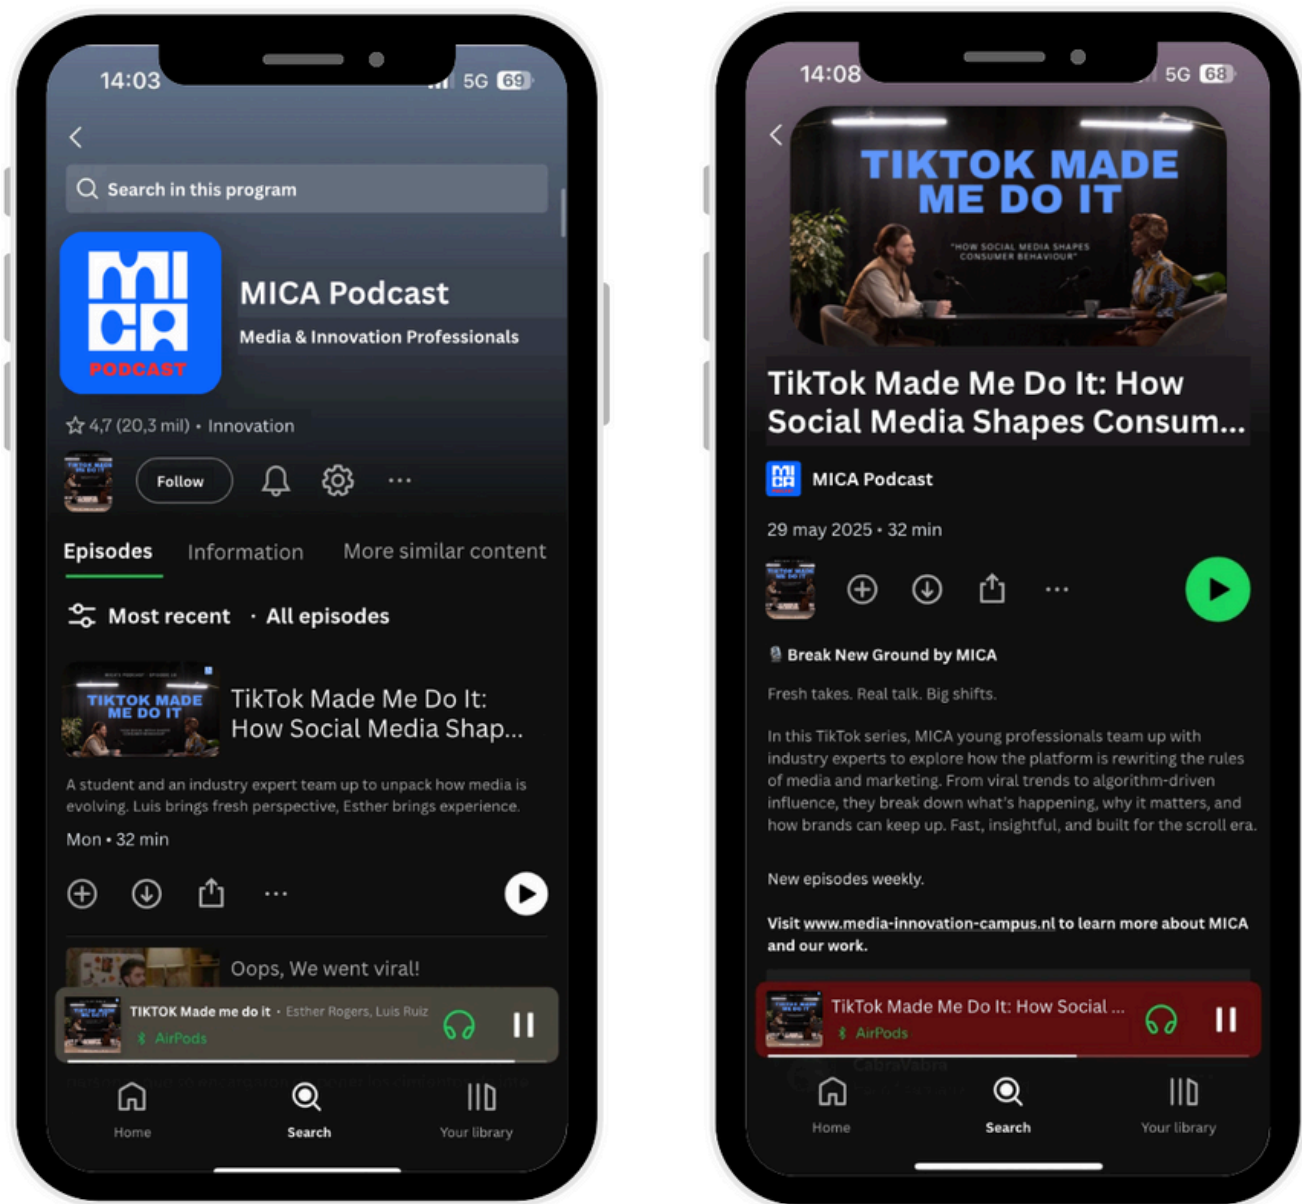 14:03
5G 69
Search in this program
MICA
PODCAST
MICA Podcast
Media & Innovation Professionals
4,7 (20,3 mil) • Innovation
Follow
Episodes
Information
More similar content
Most recent · All episodes
TIKTOK MADE
ME DO IT
TikTok Made Me Do It:
How Social Media Shap...
A student and an industry expert team up to unpack how media is
evolving. Luis brings fresh perspective, Esther brings experience.
Mon • 32 min
Oops, We went viral!
TIKTOK Made me do it · Esther Rogers, Luis Ruiz
AirPods
Home
Search
Your library
14:08
5G 68
TIKTOK MADE
ME DO IT
"HOW SOCIAL MEDIA SHAPES
CONSUMER BEHAVIOUR"
TikTok Made Me Do It: How
Social Media Shapes Consum...
MICA
MICA Podcast
29 may 2025 • 32 min
Break New Ground by MICA
Fresh takes. Real talk. Big shifts.
In this TikTok series, MICA young professionals team up with
industry experts to explore how the platform is rewriting the rules
of media and marketing. From viral trends to algorithm-driven
influence, they break down what's happening, why it matters, and
how brands can keep up. Fast, insightful, and built for the scroll era.
New episodes weekly.
Visit www.media-innovation-campus.nl to learn more about MICA
and our work.
TikTok Made Me Do It: How Social ...
AirPods
CabraVabra
Home
Search
Your library